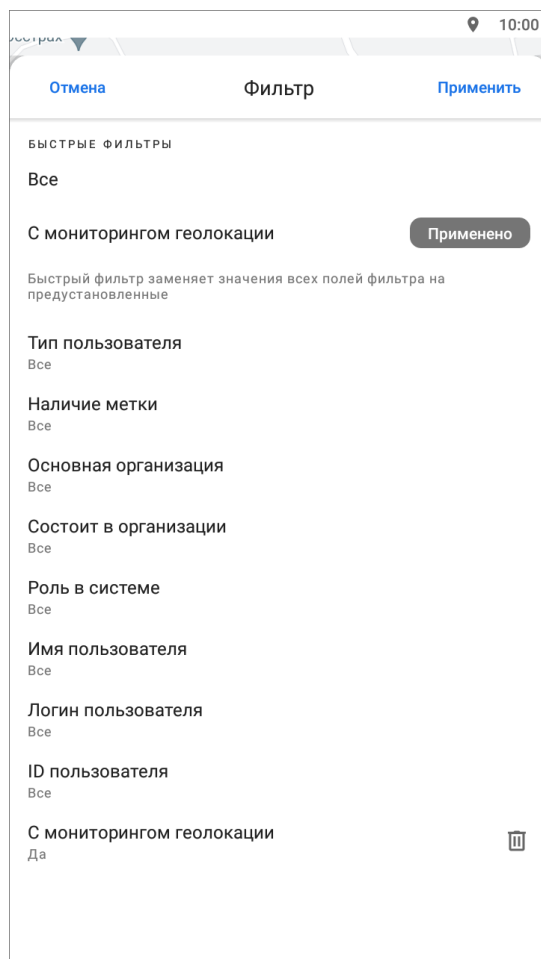 10:00
Отмена
Фильтр
Применить
БЫСТРЫЕ ФИЛЬТРЫ
Все
С мониторингом геолокации
Применено
Быстрый фильтр заменяет значения всех полей фильтра на
предустановленные
Тип пользователя
Все
Наличие метки
Все
Основная организация
Все
Состоит в организации
Все
Роль в системе
Все
Имя пользователя
Все
Логин пользователя
Все
ID пользователя
Все
С мониторингом геолокации
Да